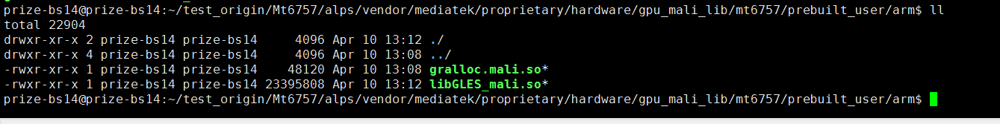 prize-bs14@prize-bs14:~/test_origin/Mt6757/alps/vendor/mediatek/proprietary/hardware/gpu_mali_lib/mt6757/prebuilt_user/arm$ ll
total 22904
drwxr-xr-x 2 prize-bs14 prize-bs14     4096 Apr 10 13:12 ./
drwxr-xr-x 4 prize-bs14 prize-bs14     4096 Apr 10 13:08 ../
-rwxr-xr-x 1 prize-bs14 prize-bs14    48120 Apr 10 13:08 gralloc.mali.so*
-rwxr-xr-x 1 prize-bs14 prize-bs14 23395808 Apr 10 13:12 libGLES_mali.so*
prize-bs14@prize-bs14:~/test_origin/Mt6757/alps/vendor/mediatek/proprietary/hardware/gpu_mali_lib/mt6757/prebuilt_user/arm$